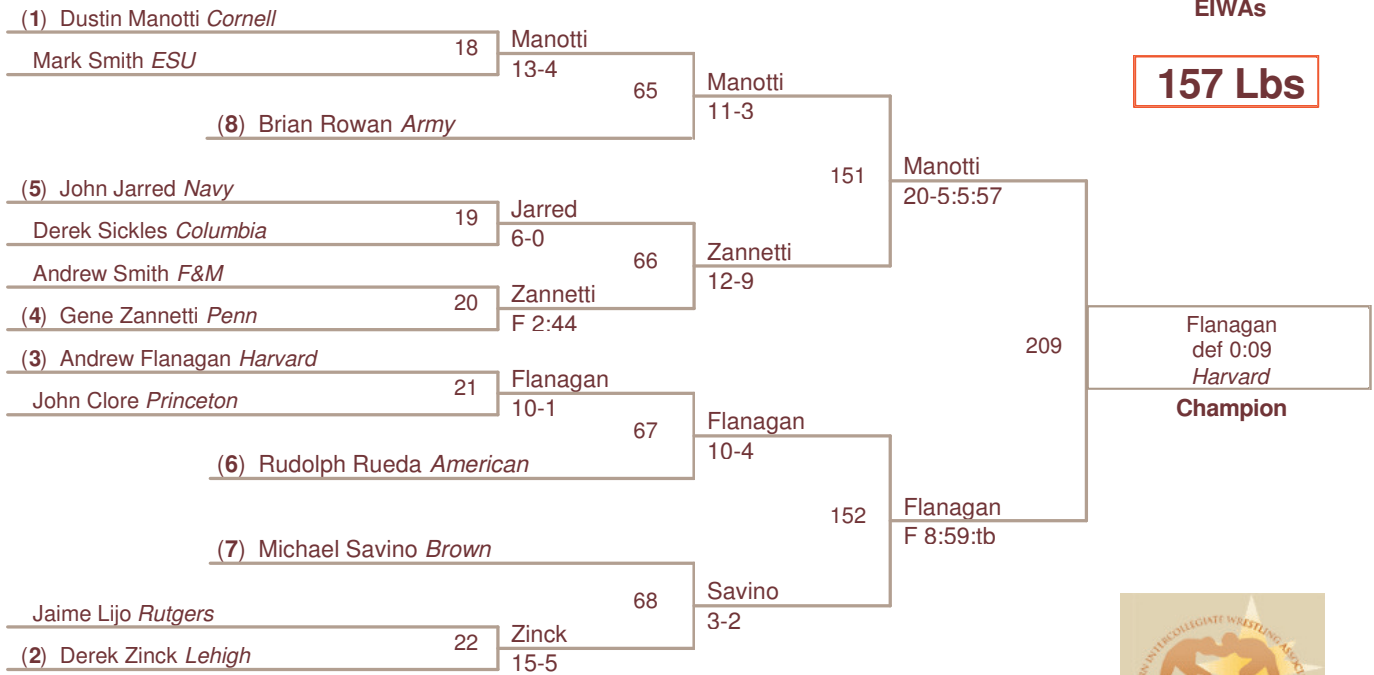 EIWAs
157 Lbs
(1) Dustin Manotti Cornell
18
Mark Smith ESU
Manotti
13-4
65
(8) Brian Rowan Army
Manotti
11-3
151
(5) John Jarred Navy
19
Derek Sickles Columbia
Jarred
6-0
66
Andrew Smith F&M
20
(4) Gene Zannetti Penn
Zannetti
F 2:44
Zannetti
12-9
Manotti
20-5:5:57
209
(3) Andrew Flanagan Harvard
21
John Clore Princeton
Flanagan
10-1
67
(6) Rudolph Rueda American
Flanagan
10-4
152
(7) Michael Savino Brown
68
Jaime Lijo Rutgers
22
(2) Derek Zinck Lehigh
Zinck
15-5
Savino
3-2
Flanagan
F 8:59:tb
Flanagan
def 0:09
Harvard
Champion
INTERCOLLEGIATE WRESTLING